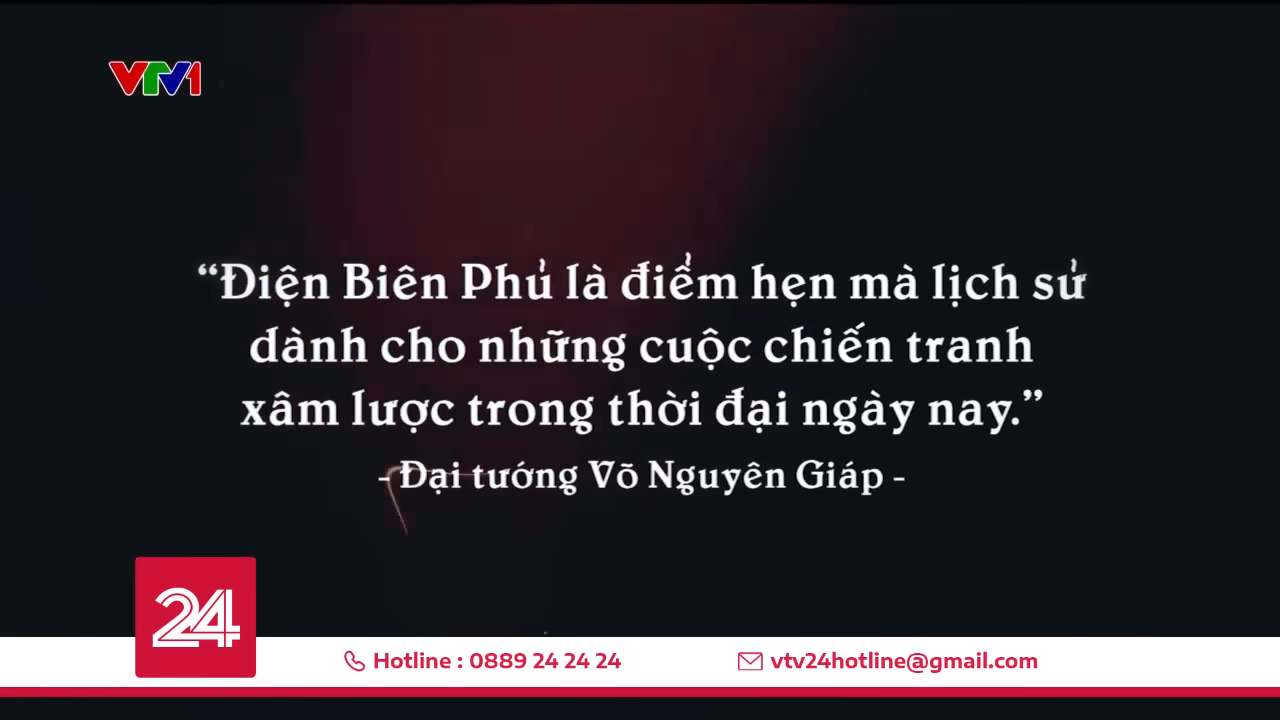 VTV1
“Điện Biên Phủ là điểm hẹn mà lịch sử
dành cho những cuộc chiến tranh
xâm lược trong thời đại ngày nay.”
- Đại tướng Võ Nguyên Giáp -
24
Hotline : 0889 24 24 24
vtv24hotline@gmail.com